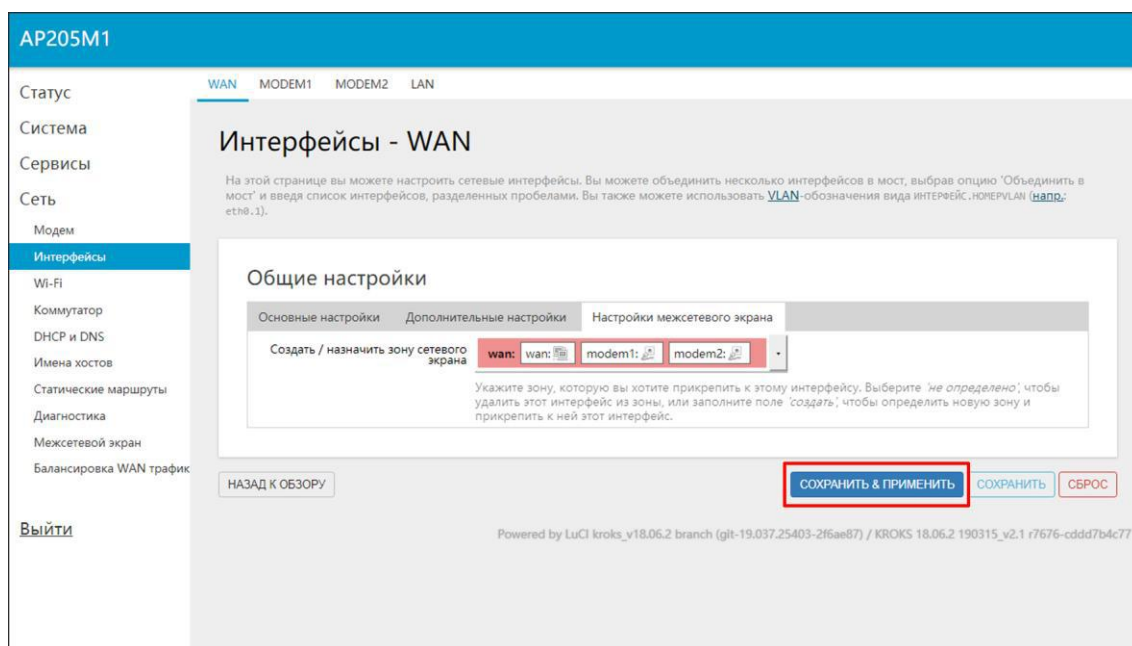 AP205M1
WAN MODEM1 MODEM2 LAN
Статус
Система
Сервисы
Сеть
Модем
Интерфейсы
Wi-Fi
Коммутатор
DHCP и DNS
Имена хостов
Статические маршруты
Диагностика
Межсетевой экран
Балансировка WAN трафик
Выйти
Интерфейсы - WAN
На этой странице вы можете настроить сетевые интерфейсы. Вы можете объединить несколько интерфейсов в мост, выбрав опцию 'Объединить в
мост' и введя список интерфейсов, разделенных пробелами. Вы также можете использовать VLAN-обозначения вида ИНТЕРФЕЙС.НОМЕРVLAN (напр.:
eth0.1).
Общие настройки
Основные настройки Дополнительные настройки Настройки межсетевого экрана
Создать / назначить зону сетевого
экрана
wan: wan: modem1: modem2:
Укажите зону, которую вы хотите прикрепить к этому интерфейсу. Выберите 'не определено', чтобы
удалить этот интерфейс из зоны, или заполните поле 'создать', чтобы определить новую зону и
прикрепить к ней этот интерфейс.
НАЗАД К ОБЗОРУ СОХРАНИТЬ & ПРИМЕНИТЬ СОХРАНИТЬ СБРОС
Powered by LuCI kroks_v18.06.2 branch (git-19.037.25403-2f6ae87) / KROKS 18.06.2 190315_v2.1 r7676-cddd7b4c77